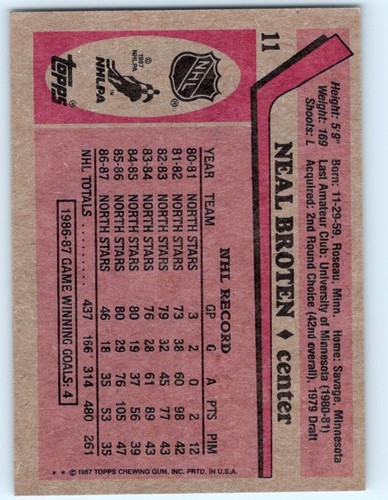 Height: 5'9" Born: 11-29-59, Roseau, Minn. Home: Savage, Minnesota
Weight: 169 Last Amateur Club: University of Minnesota (1980-81)
Shoots: L Acquired: 2nd Round Choice (42nd overall), 1979 Draft
11 NEAL BROTEN ♦ center
NHL
© 1987 NHLPA
NHLPA™
topps
NHL RECORD
YEAR TEAM GP G A PTS PIM
80-81 NORTH STARS 3 2 0 2 12
81-82 NORTH STARS 73 38 60 98 42
82-83 NORTH STARS 79 32 45 77 43
83-84 NORTH STARS 76 28 61 89 43
84-85 NORTH STARS 80 19 37 56 39
85-86 NORTH STARS 80 29 76 105 47
86-87 NORTH STARS 46 18 35 53 35
NHL TOTALS 437 166 314 480 261
1986-87 GAME WINNING GOALS: 4
* * © 1987 TOPPS CHEWING GUM, INC. PRTD. IN U.S.A.